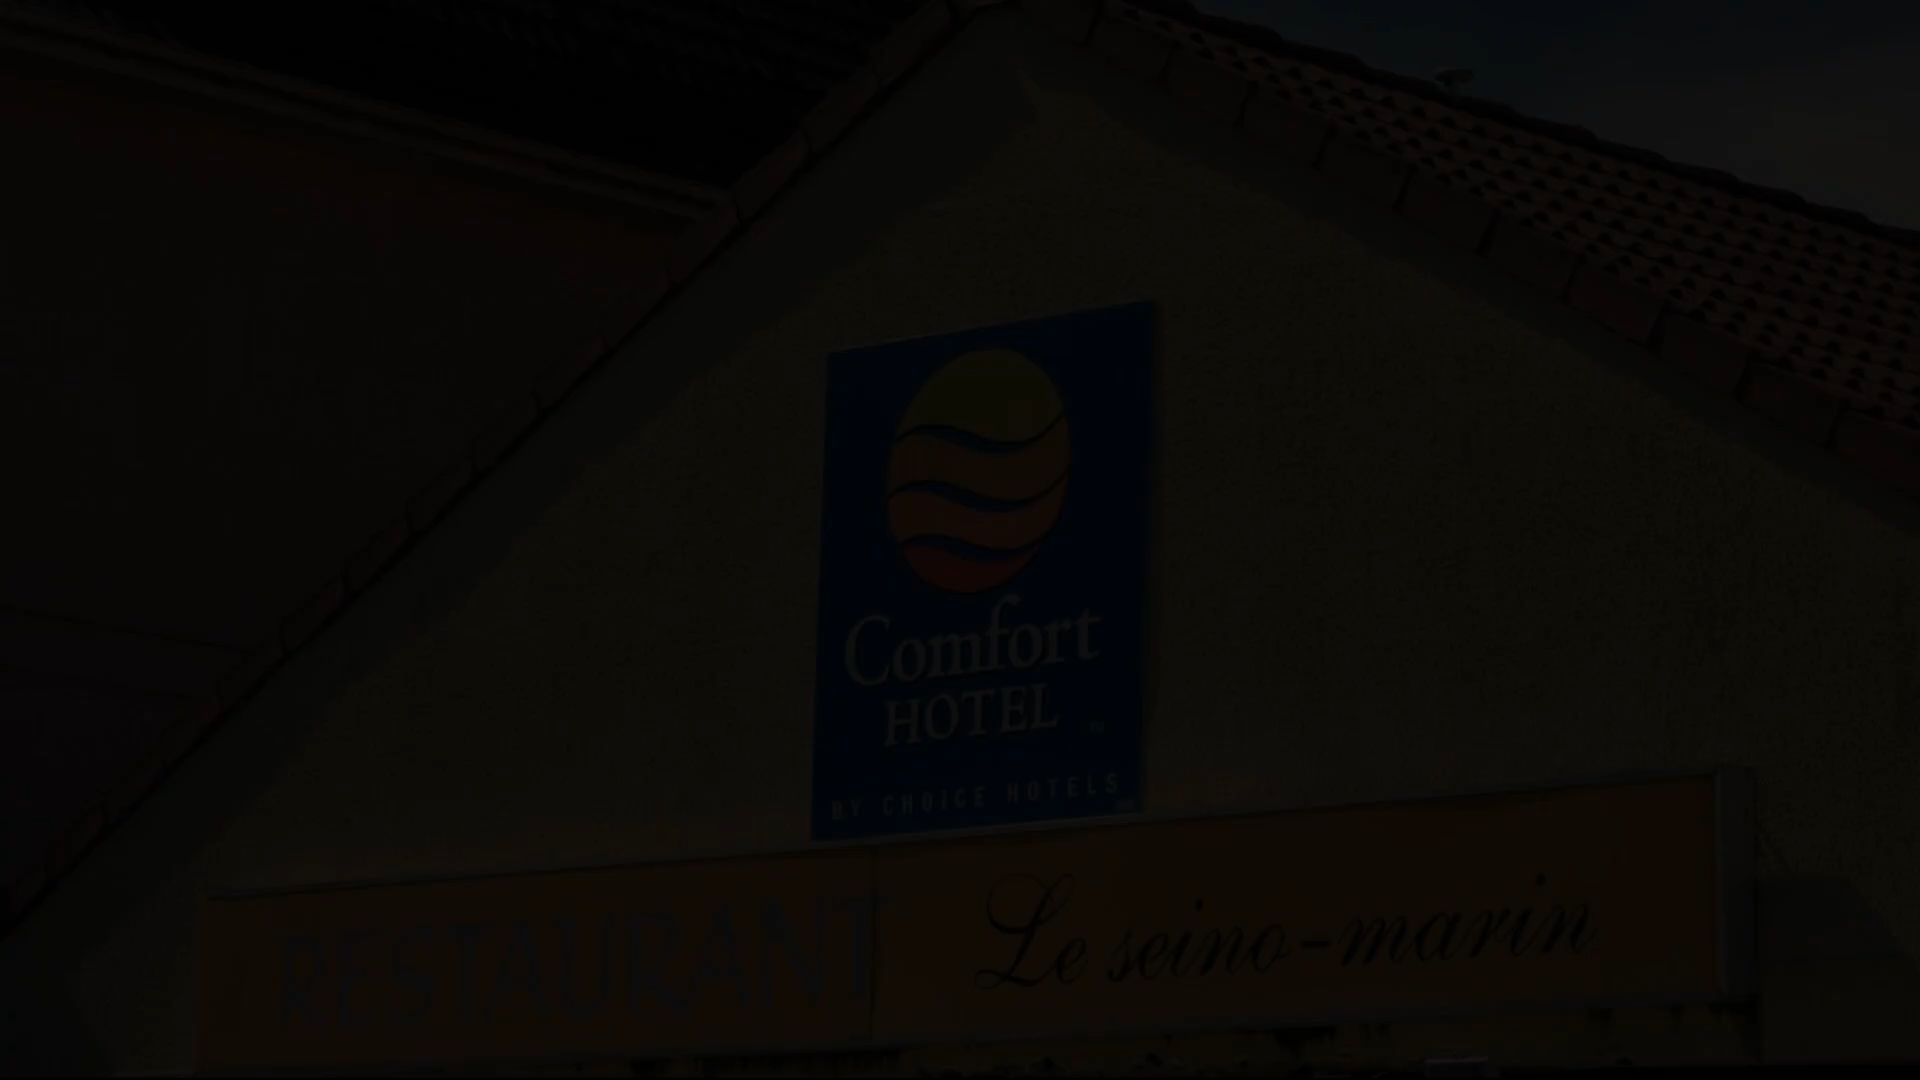 Comfort
HOTEL
BY CHOICE HOTELS
RESTAURANT
Le seino-marin